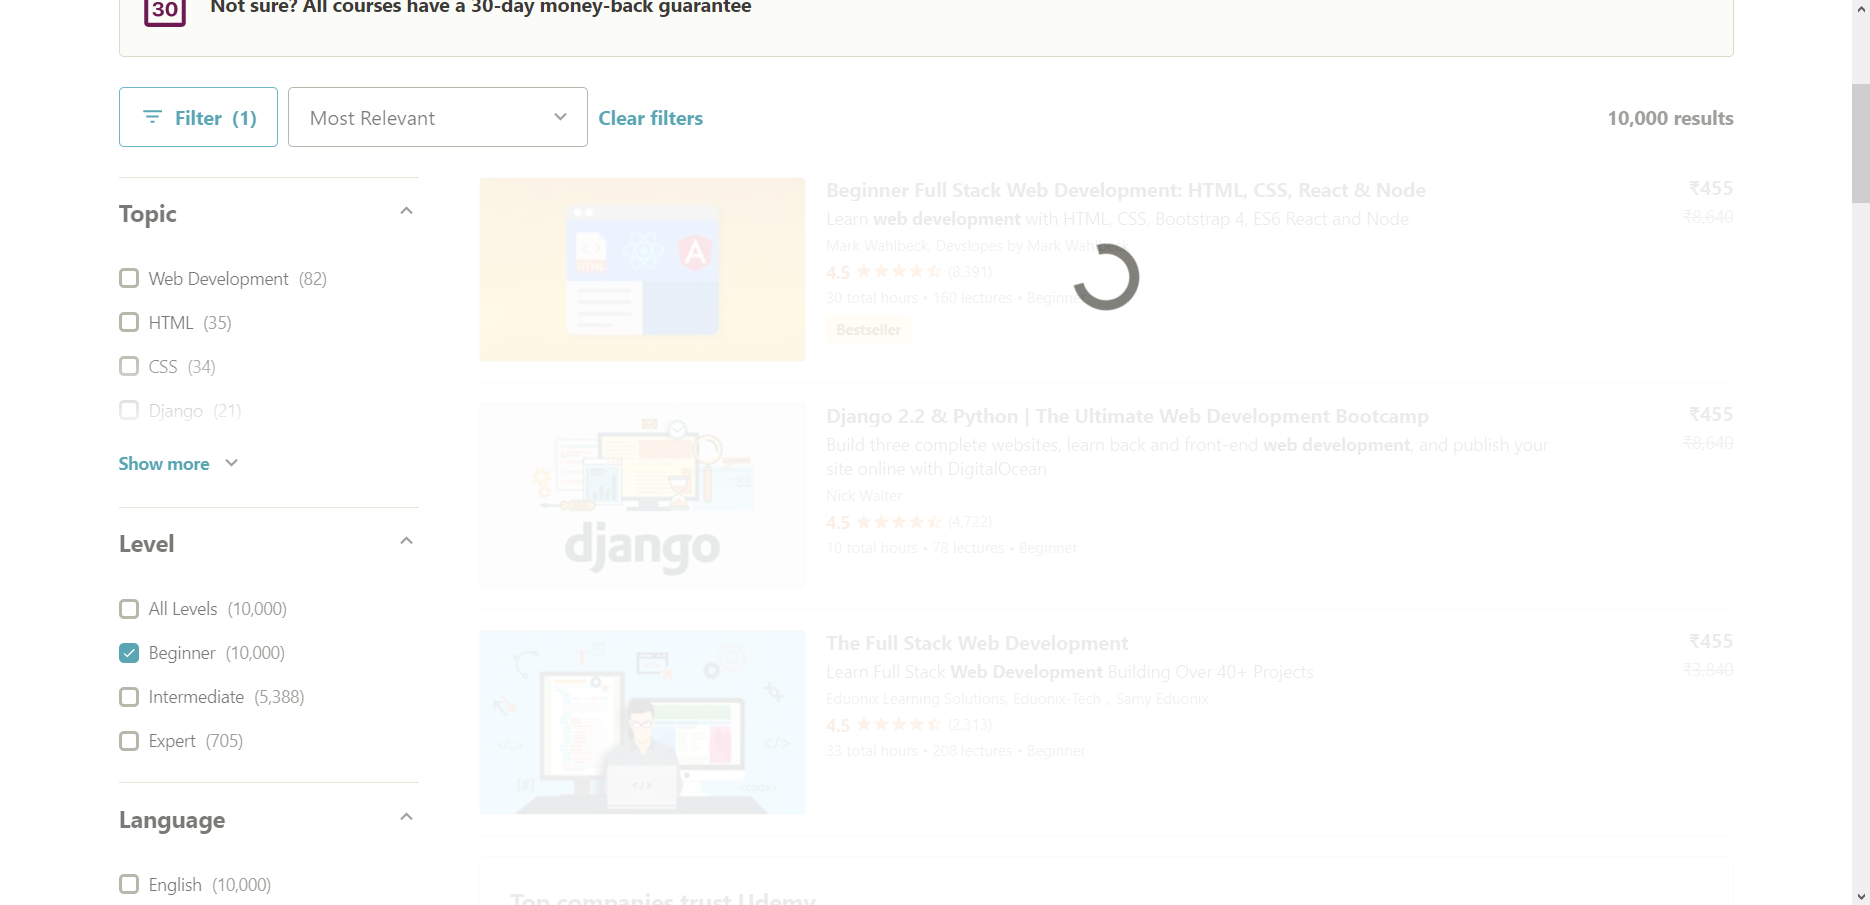 30
Not sure? All courses have a 30-day money-back guarantee
Filter (1)
Most Relevant
Clear filters
10,000 results
Topic
Web Development (82)
HTML (35)
CSS (34)
Django (21)
Show more
Level
All Levels (10,000)
Beginner (10,000)
Intermediate (5,388)
Expert (705)
Language
English (10,000)
HTML
Beginner Full Stack Web Development: HTML, CSS, React & Node
₹455
Learn web development with HTML, CSS, Bootstrap 4, ES6 React and Node
₹8,640
Mark Wahlbeck, Devslopes by Mark Wahlbeck
4.5 (8,391)
30 total hours • 160 lectures • Beginner
Bestseller
django
Django 2.2 & Python | The Ultimate Web Development Bootcamp
₹455
Build three complete websites, learn back and front-end web development, and publish your
₹8,640
site online with DigitalOcean
Nick Walter
4.5 (4,722)
10 total hours • 78 lectures • Beginner
The Full Stack Web Development
₹455
Learn Full Stack Web Development Building Over 40+ Projects
₹3,840
Eduonix Learning Solutions, Eduonix-Tech ., Samy Eduonix
4.5 (2,313)
33 total hours • 208 lectures • Beginner
Top companies trust Udemy